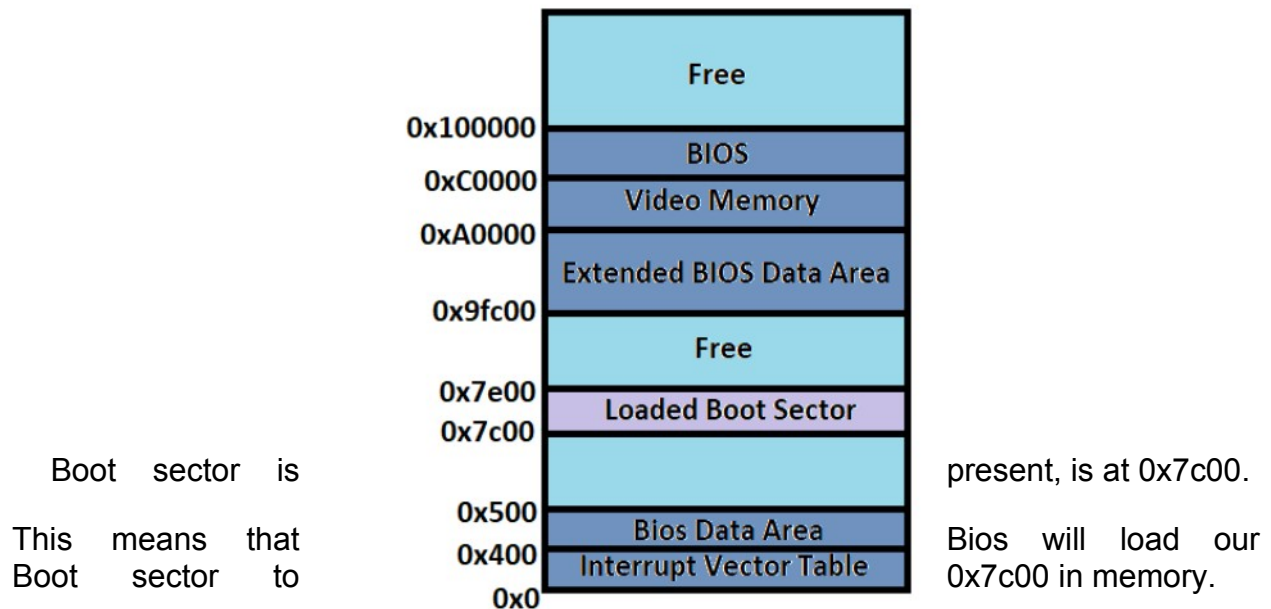 Free
0x100000
BIOS
0xC0000
Video Memory
0xA0000
Extended BIOS Data Area
0x9fc00
Free
0x7e00
Loaded Boot Sector
0x7c00
Boot sector is present, is at 0x7c00.
0x500
Bios Data Area
This means that Bios will load our
0x400
Interrupt Vector Table
Boot sector to 0x7c00 in memory.
0x0